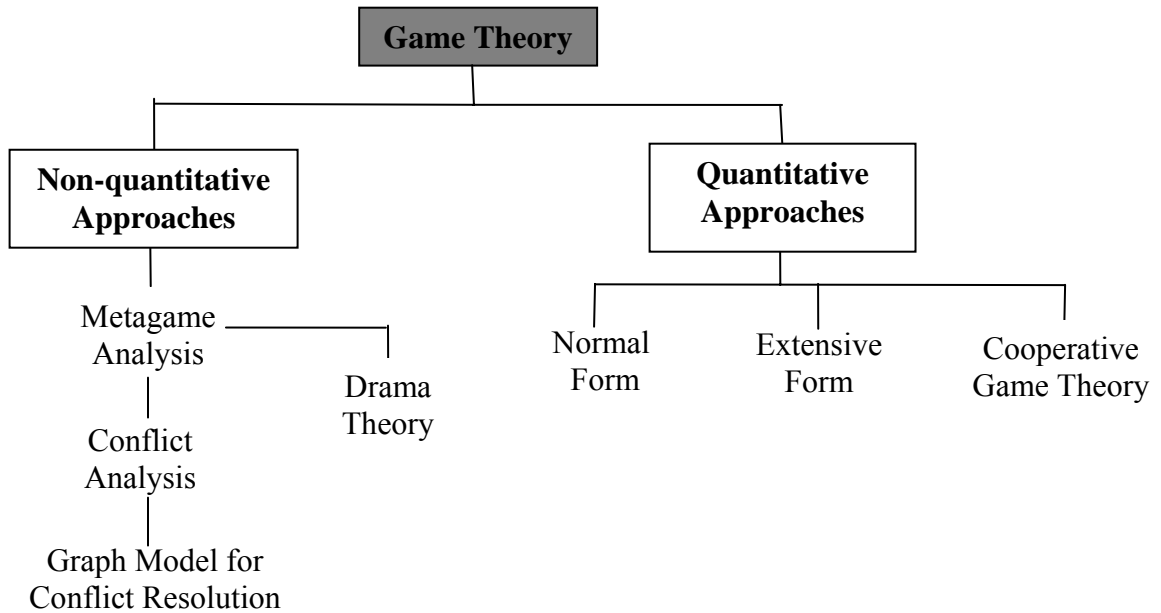 Game Theory
Non-quantitative
Approaches
Quantitative
Approaches
Metagame
Analysis
Drama
Theory
Conflict
Analysis
Graph Model for
Conflict Resolution
Normal
Form
Extensive
Form
Cooperative
Game Theory